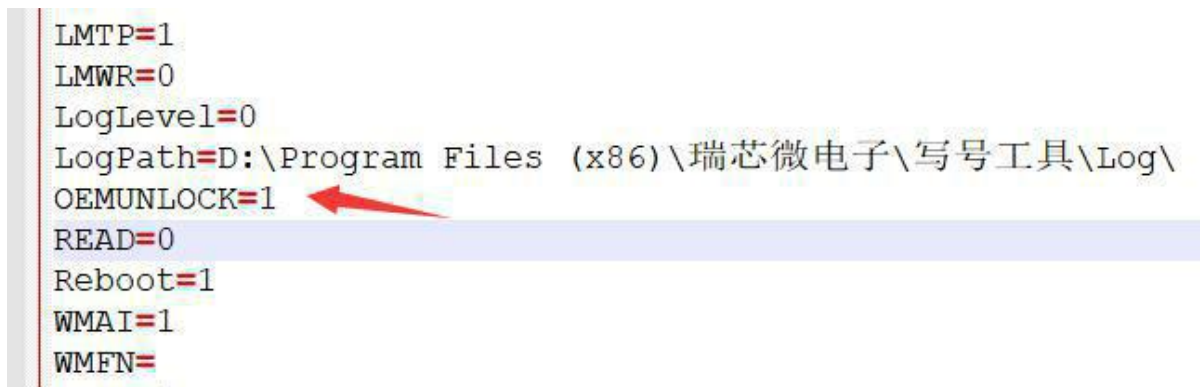 LMTP=1
LMWR=0
LogLevel=0
LogPath=D:\Program Files (x86)\瑞芯微电子\写号工具\Log\
OEMUNLOCK=1
READ=0
Reboot=1
WMAI=1
WMFN=